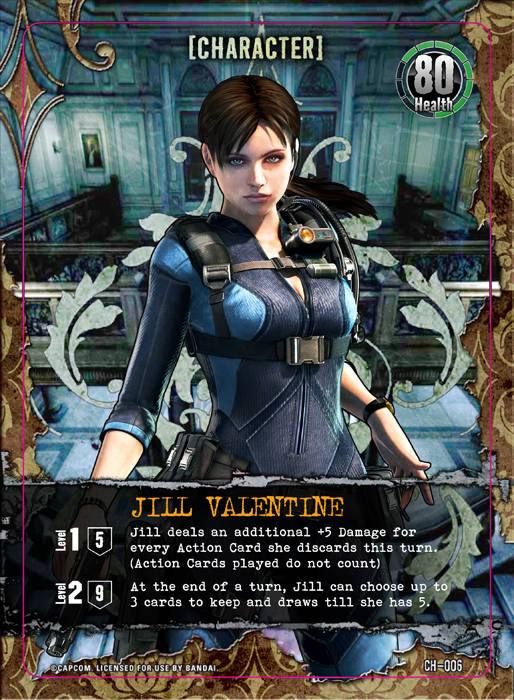 [CHARACTER]
80
Health
JILL VALENTINE
Level 1 5 Jill deals an additional +5 Damage for
every Action Card she discards this turn.
(Action Cards played do not count)
Level 2 9 At the end of a turn, Jill can choose up to
3 cards to keep and draws till she has 5.
©CAPCOM. LICENSED FOR USE BY BANDAI.
CH-006